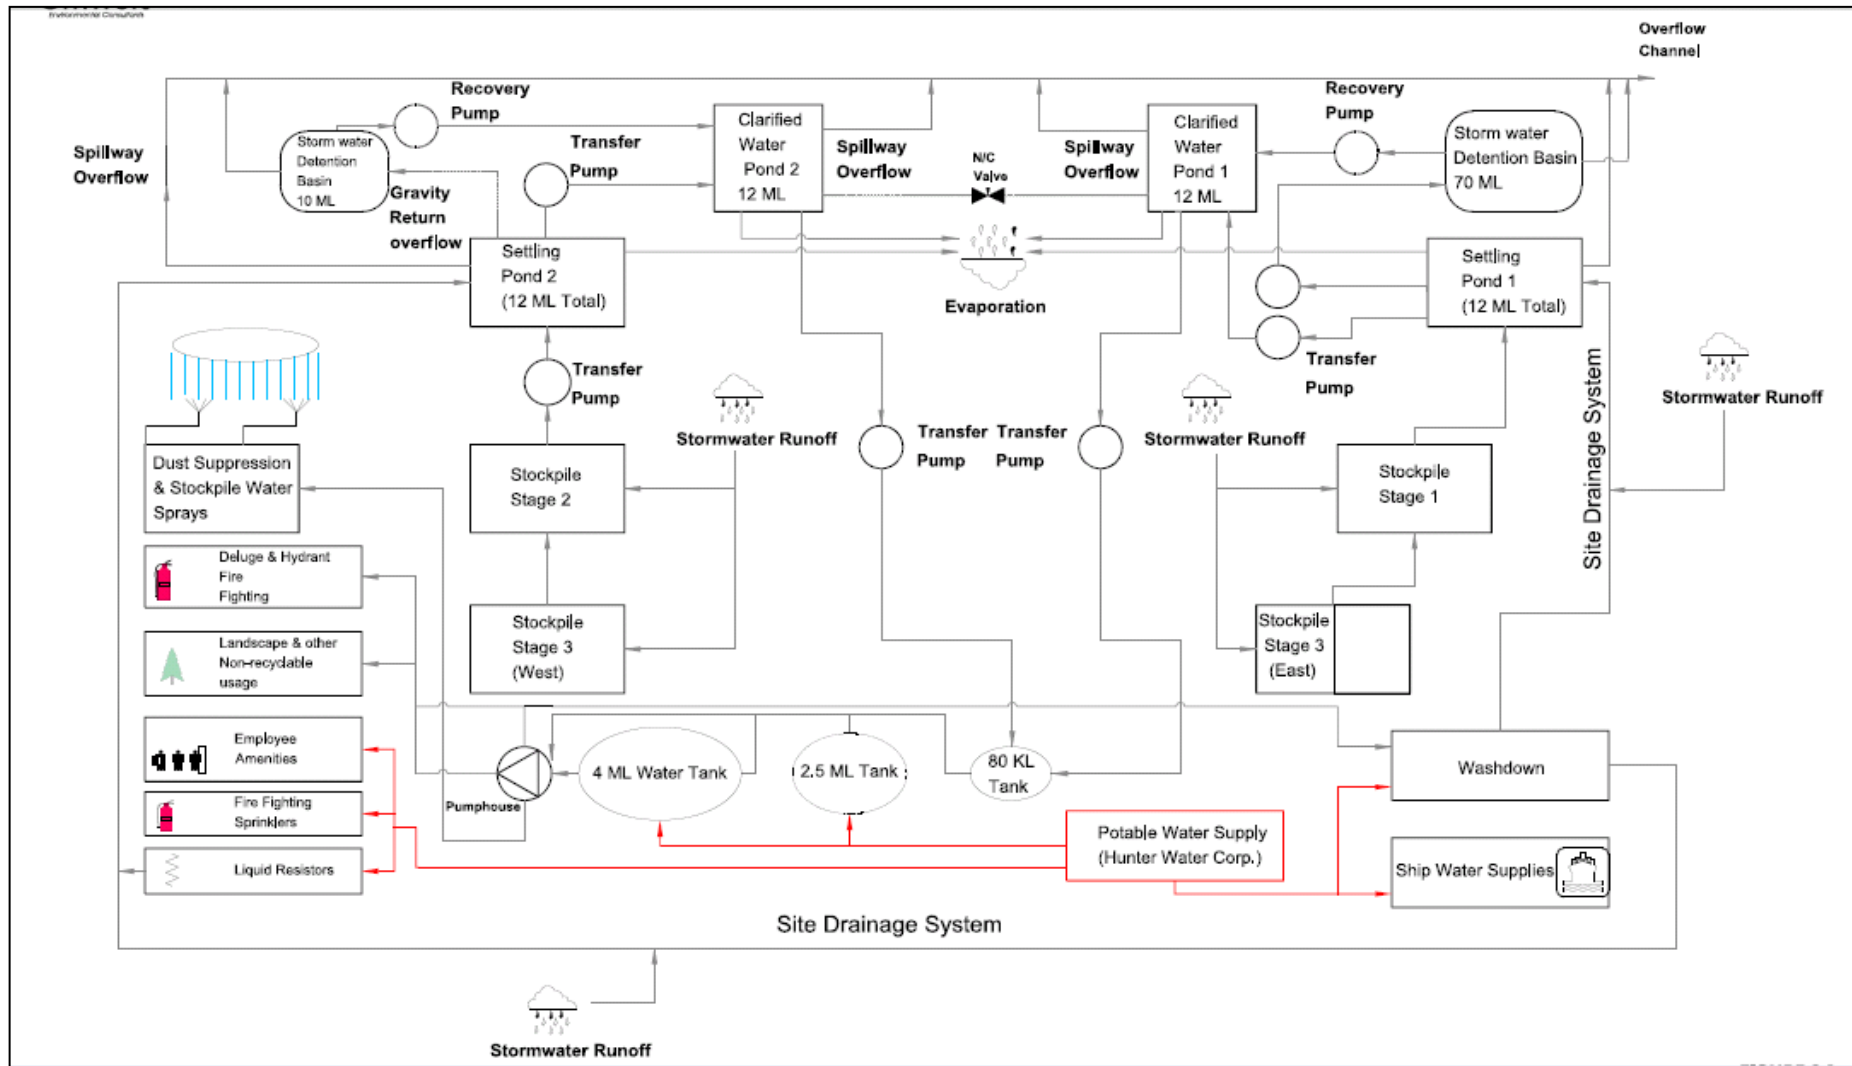 Environmental Consultants
Overflow
Channel
Recovery
Pump
Transfer
Pump
Spillway
Overflow
Storm water
Detention
Basin
10 ML
Gravity
Return
overflow
Clarified
Water
Pond 2
12 ML
Spillway
Overflow
N/C
Valve
Spillway
Overflow
Clarified
Water
Pond 1
12 ML
Recovery
Pump
Storm water
Detention Basin
70 ML
Settling
Pond 2
(12 ML Total)
Evaporation
Settling
Pond 1
(12 ML Total)
Transfer
Pump
Transfer
Pump
Stormwater Runoff
Transfer
Pump
Transfer
Pump
Stormwater Runoff
Stormwater Runoff
Site Drainage System
Dust Suppression
& Stockpile Water
Sprays
Stockpile
Stage 2
Stockpile
Stage 1
Deluge & Hydrant
Fire
Fighting
Landscape & other
Non-recyclable
usage
Stockpile
Stage 3
(West)
Stockpile
Stage 3
(East)
Employee
Amenities
Fire Fighting
Sprinklers
Liquid Resistors
Pumphouse
4 ML Water Tank
2.5 ML Tank
80 KL
Tank
Washdown
Potable Water Supply
(Hunter Water Corp.)
Ship Water Supplies
Site Drainage System
Stormwater Runoff